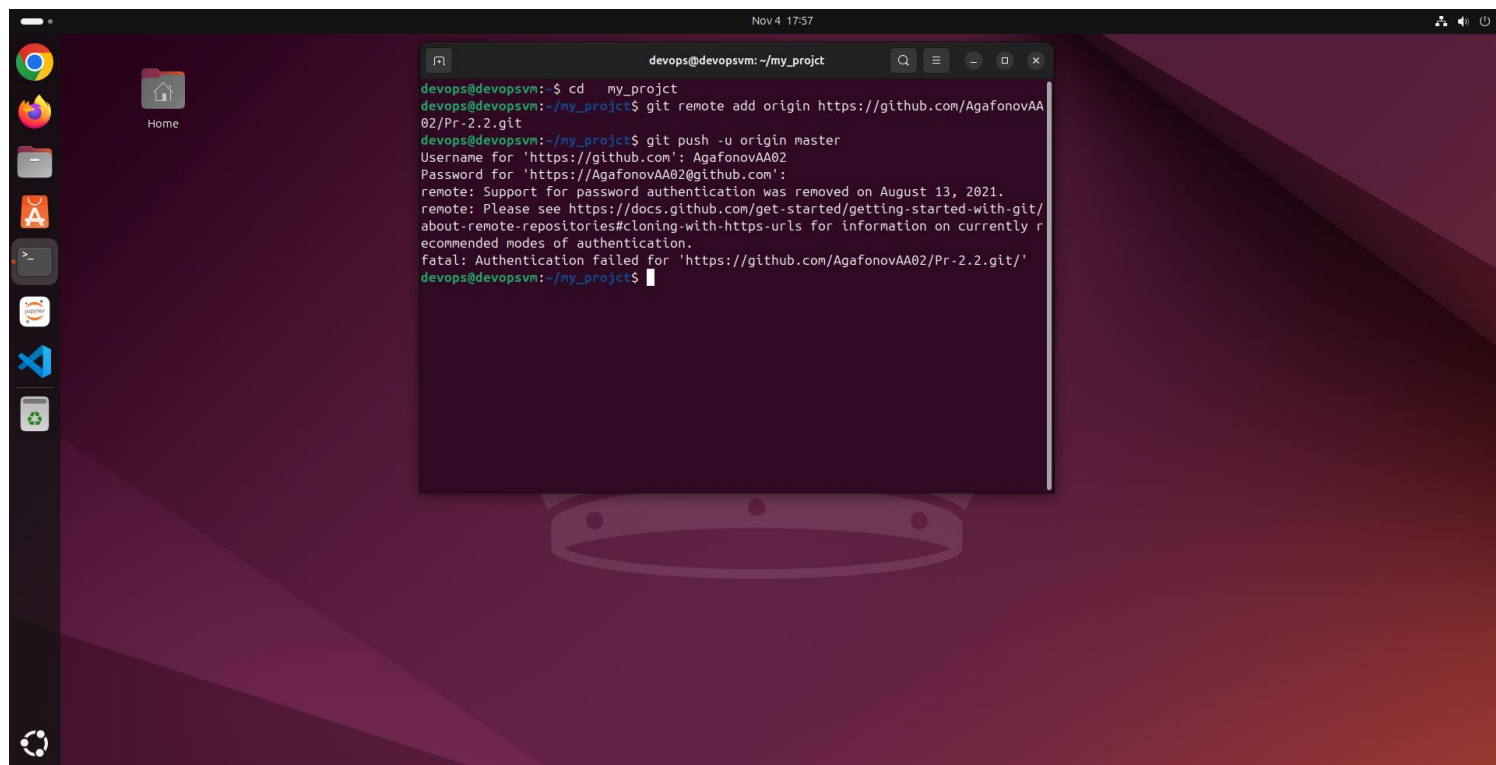 Nov 4 17:57
devops@devopsvm: ~/my_projct
Home
devops@devopsvm:~$ cd   my_projct
devops@devopsvm:~/my_projct$ git remote add origin https://github.com/AgafonovAA
02/Pr-2.2.git
devops@devopsvm:~/my_projct$ git push -u origin master
Username for 'https://github.com': AgafonovAA02
Password for 'https://AgafonovAA02@github.com':
remote: Support for password authentication was removed on August 13, 2021.
remote: Please see https://docs.github.com/get-started/getting-started-with-git/
about-remote-repositories#cloning-with-https-urls for information on currently r
ecommended modes of authentication.
fatal: Authentication failed for 'https://github.com/AgafonovAA02/Pr-2.2.git/'
devops@devopsvm:~/my_projct$
jupyter